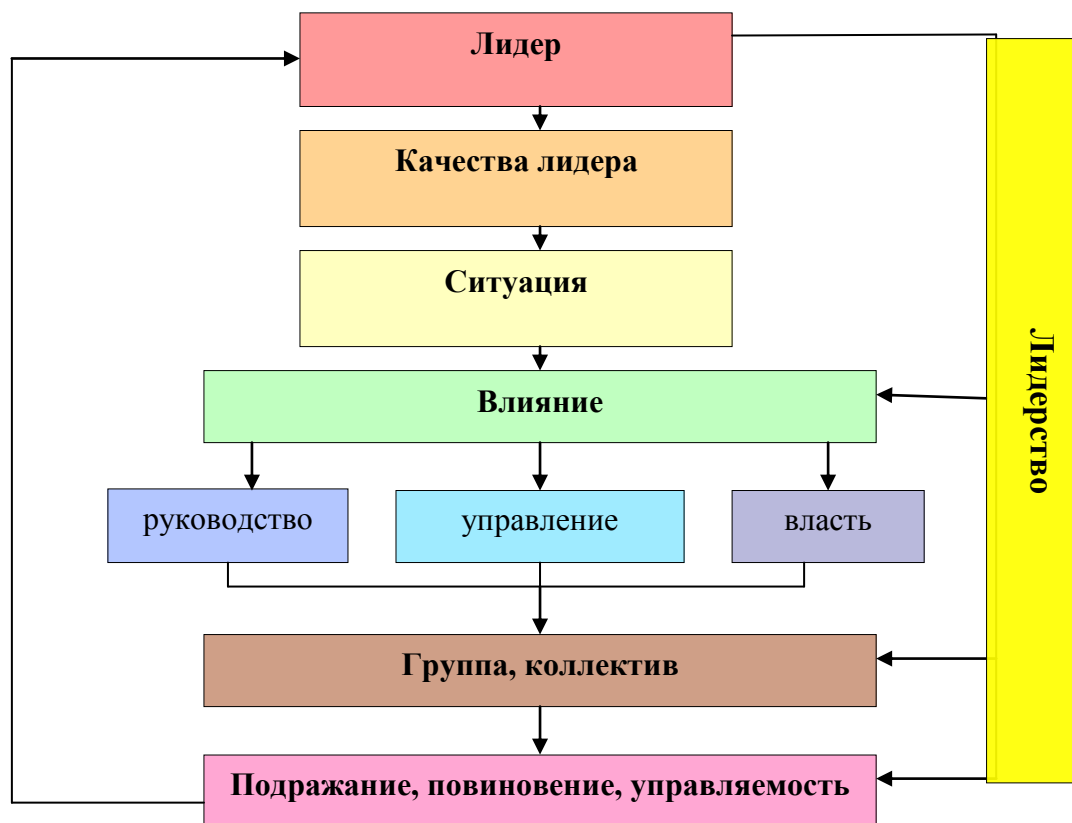 Лидер
Качества лидера
Ситуация
Влияние
руководство
управление
власть
Группа, коллектив
Подражание, повиновение, управляемость
Лидерство